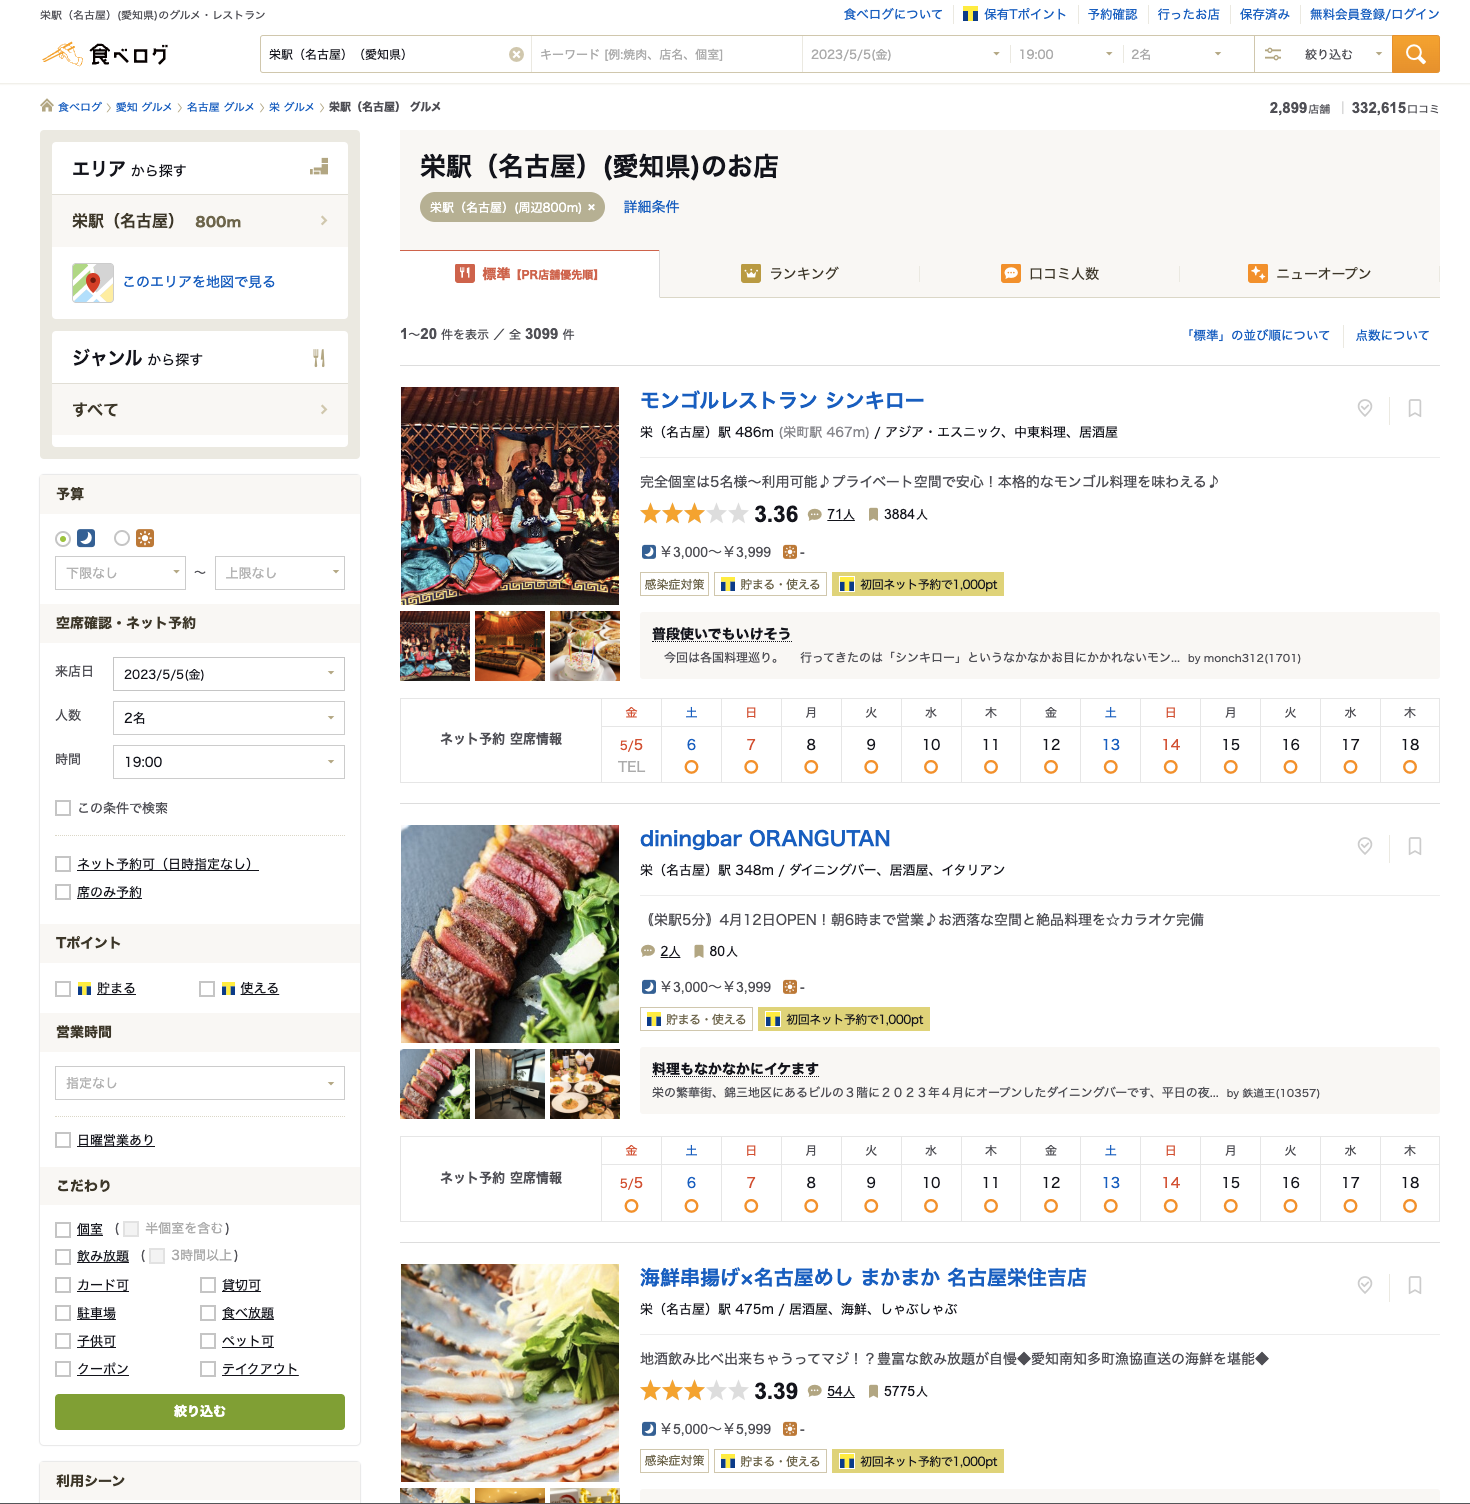 栄駅（名古屋）(愛知県)のグルメ・レストラン
食べログについて 保有Tポイント 予約確認 行ったお店 保存済み 無料会員登録/ログイン
食べログ 栄駅（名古屋）（愛知県） キーワード [例:焼肉、店名、個室] 2023/5/5(金) 19:00 2名 絞り込む
食べログ 愛知 グルメ 名古屋 グルメ 栄 グルメ 栄駅（名古屋） グルメ
2,899店舗 332,615口コミ
エリア から探す
栄駅（名古屋） 800m
このエリアを地図で見る
ジャンル から探す
すべて
予算
下限なし ～ 上限なし
空席確認・ネット予約
来店日 2023/5/5(金)
人数 2名
時間 19:00
この条件で検索
ネット予約可（日時指定なし）
席のみ予約
Tポイント
貯まる 使える
営業時間
指定なし
日曜営業あり
こだわり
個室 （ 半個室を含む）
飲み放題 （ 3時間以上）
カード可 貸切可
駐車場 食べ放題
子供可 ペット可
クーポン テイクアウト
絞り込む
利用シーン
栄駅（名古屋）(愛知県)のお店
栄駅（名古屋）(周辺800m) × 詳細条件
標準【PR店舗優先順】 ランキング 口コミ人数 ニューオープン
1～20 件を表示 ／ 全 3099 件
「標準」の並び順について 点数について
モンゴルレストラン シンキロー
栄（名古屋）駅 486m (栄町駅 467m) / アジア・エスニック、中東料理、居酒屋
完全個室は5名様～利用可能♪プライベート空間で安心！本格的なモンゴル料理を味わえる♪
3.36 71人 3884人
￥3,000～￥3,999 -
感染症対策 貯まる・使える 初回ネット予約で1,000pt
普段使いでもいけそう
今回は各国料理巡り。 行ってきたのは「シンキロー」というなかなかお目にかかれないモン... by monch312(1701)
金 土 日 月 火 水 木 金 土 日 月 火 水 木
ネット予約 空席情報
5/5 6 7 8 9 10 11 12 13 14 15 16 17 18
TEL
diningbar ORANGUTAN
栄（名古屋）駅 348m / ダイニングバー、居酒屋、イタリアン
《栄駅5分》4月12日OPEN！朝6時まで営業♪お洒落な空間と絶品料理を☆カラオケ完備
2人 80人
￥3,000～￥3,999 -
貯まる・使える 初回ネット予約で1,000pt
料理もなかなかにイケます
栄の繁華街、錦三地区にあるビルの３階に２０２３年４月にオープンしたダイニングバーです、平日の夜... by 鉄道王(10357)
金 土 日 月 火 水 木 金 土 日 月 火 水 木
ネット予約 空席情報
5/5 6 7 8 9 10 11 12 13 14 15 16 17 18
海鮮串揚げ×名古屋めし まかまか 名古屋栄住吉店
栄（名古屋）駅 475m / 居酒屋、海鮮、しゃぶしゃぶ
地酒飲み比べ出来ちゃうってマジ！？豊富な飲み放題が自慢◆愛知南知多町漁協直送の海鮮を堪能◆
3.39 54人 5775人
￥5,000～￥5,999 -
感染症対策 貯まる・使える 初回ネット予約で1,000pt